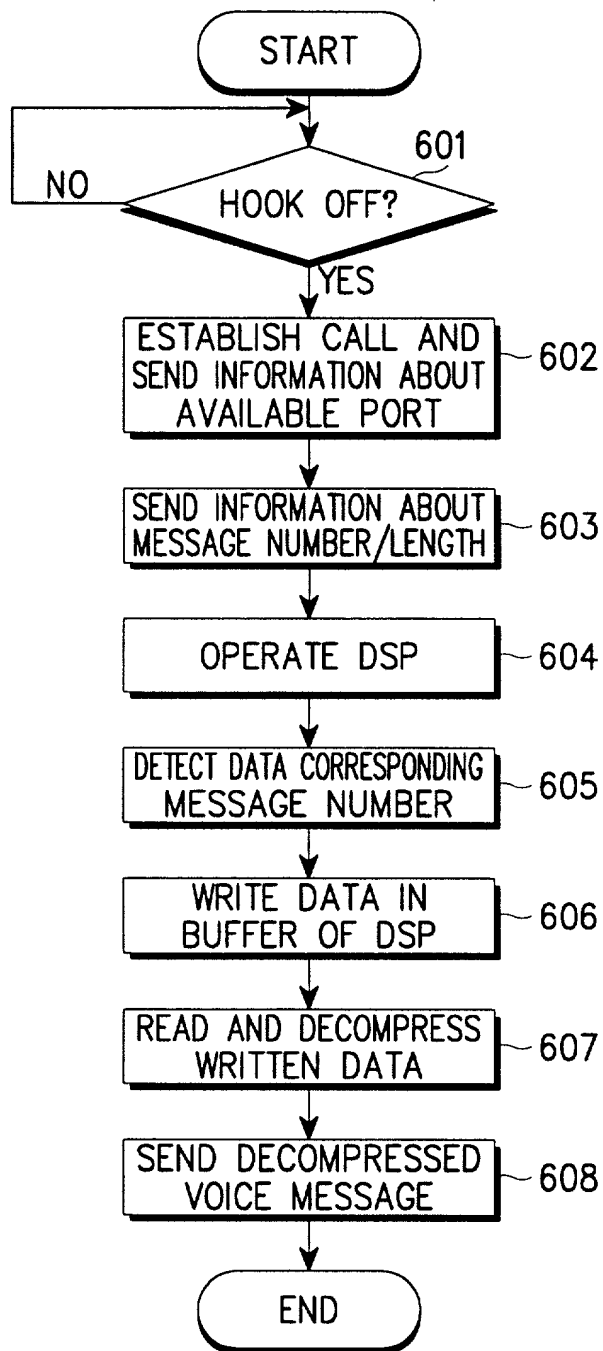 START
601
NO
HOOK OFF?
YES
ESTABLISH CALL AND
SEND INFORMATION ABOUT
AVAILABLE PORT
602
SEND INFORMATION ABOUT
MESSAGE NUMBER/LENGTH
603
OPERATE DSP
604
DETECT DATA CORRESPONDING
MESSAGE NUMBER
605
WRITE DATA IN
BUFFER OF DSP
606
READ AND DECOMPRESS
WRITTEN DATA
607
SEND DECOMPRESSED
VOICE MESSAGE
608
END